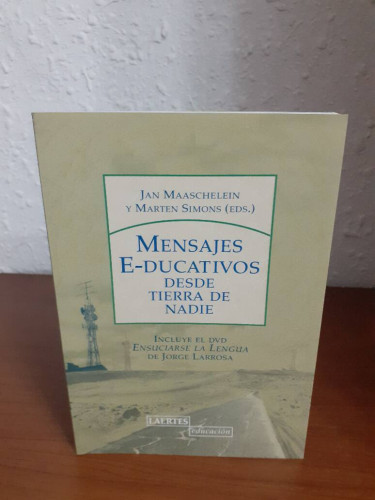 JAN MAASCHELEIN
Y MARTEN SIMONS (EDS.)
MENSAJES
E-DUCATIVOS
DESDE
TIERRA DE
NADIE
INCLUYE EL DVD
ENSUCIARSE LA LENGUA
DE JORGE LARROSA
LAERTES
educación